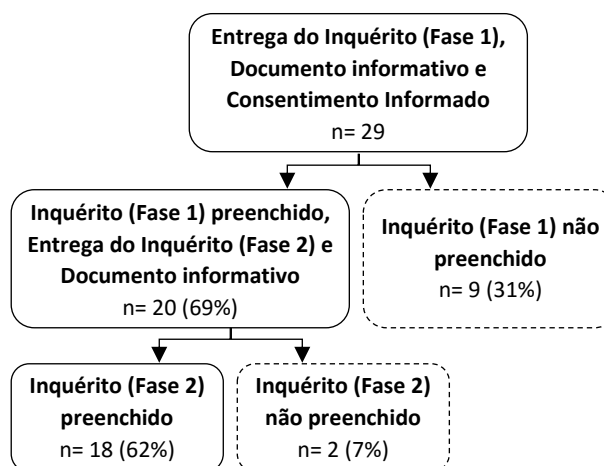 Entrega do Inquérito (Fase 1),
Documento informativo e
Consentimento Informado
n= 29
Inquérito (Fase 1) preenchido,
Entrega do Inquérito (Fase 2) e
Documento informativo
n= 20 (69%)
Inquérito (Fase 1) não
preenchido
n= 9 (31%)
Inquérito (Fase 2)
preenchido
n= 18 (62%)
Inquérito (Fase 2)
não preenchido
n= 2 (7%)